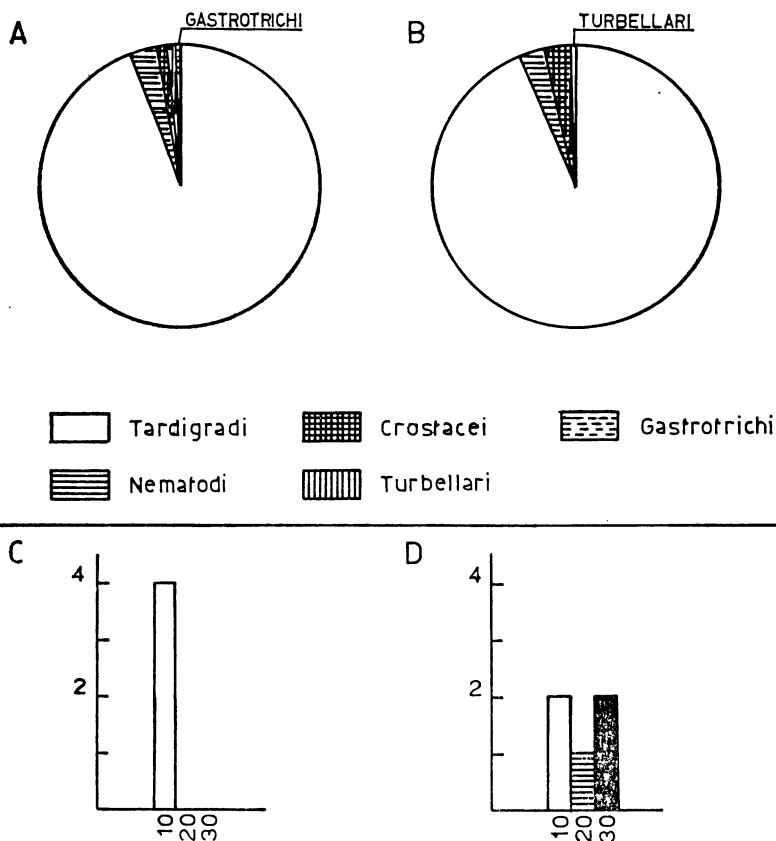 A
GASTROTRICHI
B
TURBELLARI
Tardigradi
Crostacei
Gastrotrichi
Nematodi
Turbellari
C
4
2
10
20
30
D
4
2
10
20
30